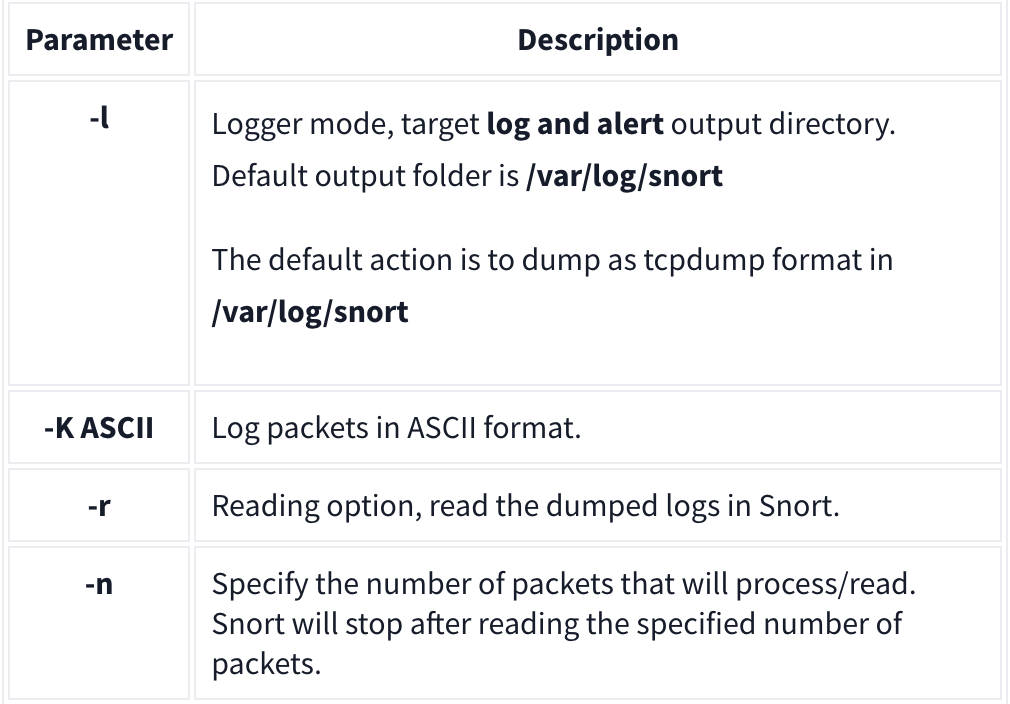 Parameter Description
-l
Logger mode, target log and alert output directory.
Default output folder is /var/log/snort
The default action is to dump as tcpdump format in
/var/log/snort
-K ASCII Log packets in ASCII format.
-r Reading option, read the dumped logs in Snort.
-n Specify the number of packets that will process/read.
Snort will stop after reading the specified number of
packets.